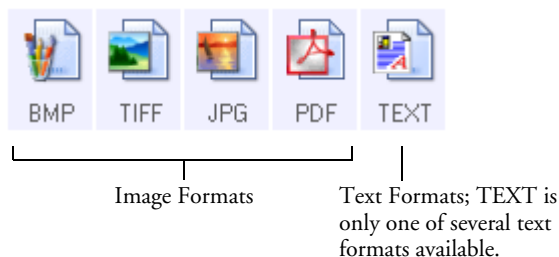 BMP TIFF JPG PDF TEXT
Image Formats
Text Formats; TEXT is
only one of several text
formats available.